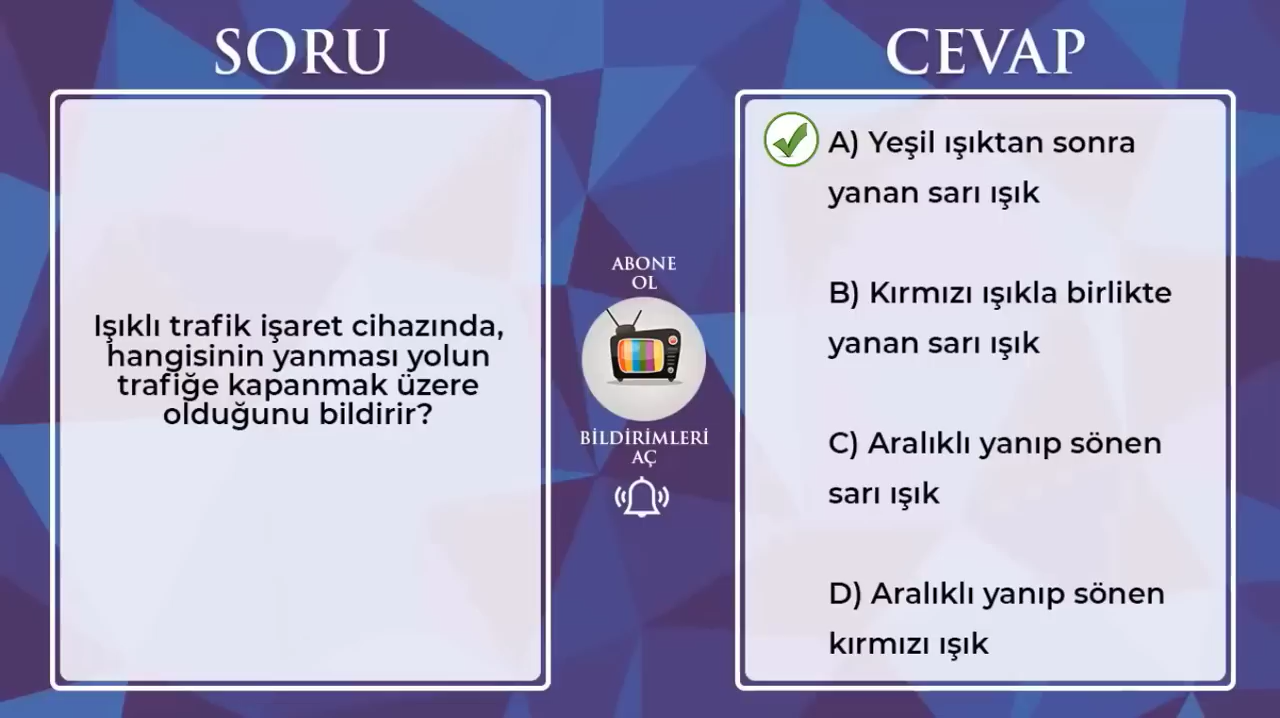 SORU
Işıklı trafik işaret cihazında,
hangisinin yanması yolun
trafiğe kapanmak üzere
olduğunu bildirir?
ABONE
OL
BİLDİRİMLERİ
AÇ
CEVAP
A) Yeşil ışıktan sonra
yanan sarı ışık
B) Kırmızı ışıkla birlikte
yanan sarı ışık
C) Aralıklı yanıp sönen
sarı ışık
D) Aralıklı yanıp sönen
kırmızı ışık